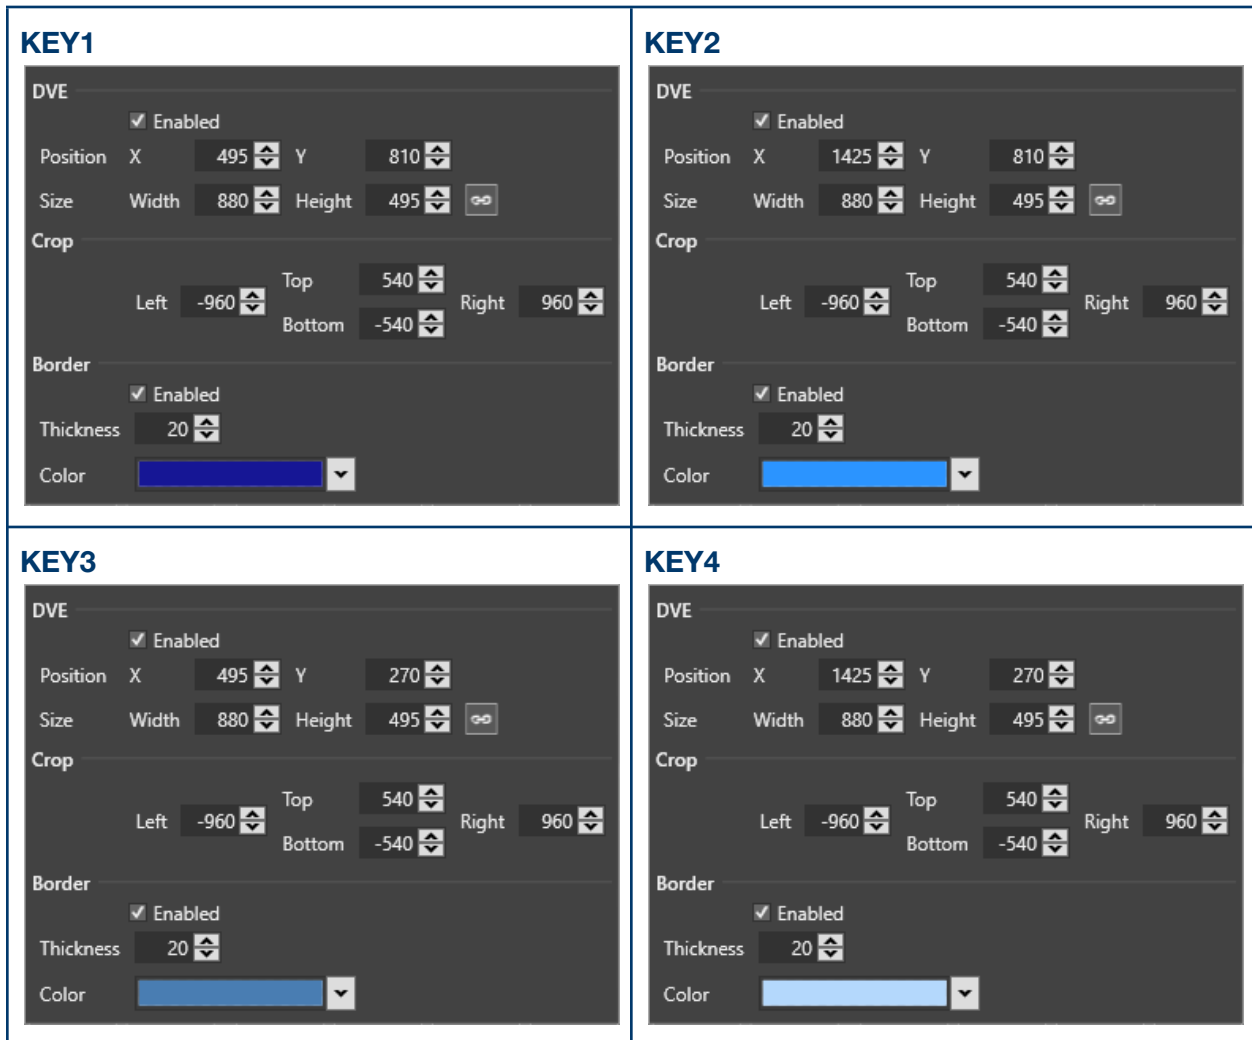 KEY1
DVE
Enabled
Position X 495 Y 810
Size Width 880 Height 495
Crop
Top 540
Left -960 Right 960
Bottom -540
Border
Enabled
Thickness 20
Color
KEY2
DVE
Enabled
Position X 1425 Y 810
Size Width 880 Height 495
Crop
Top 540
Left -960 Right 960
Bottom -540
Border
Enabled
Thickness 20
Color
KEY3
DVE
Enabled
Position X 495 Y 270
Size Width 880 Height 495
Crop
Top 540
Left -960 Right 960
Bottom -540
Border
Enabled
Thickness 20
Color
KEY4
DVE
Enabled
Position X 1425 Y 270
Size Width 880 Height 495
Crop
Top 540
Left -960 Right 960
Bottom -540
Border
Enabled
Thickness 20
Color